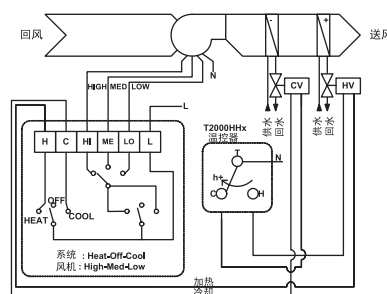 回风
送风
- +
HIGH MED LOW
N
CV
HV
L
供水
回水
供水
回水
T2000HHx
温控器
H C HI ME LO L
T
N
h+
C
H
OFF
HEAT
COOL
系统 : Heat-Off-Cool
风机 : High-Med-Low
加热
冷却